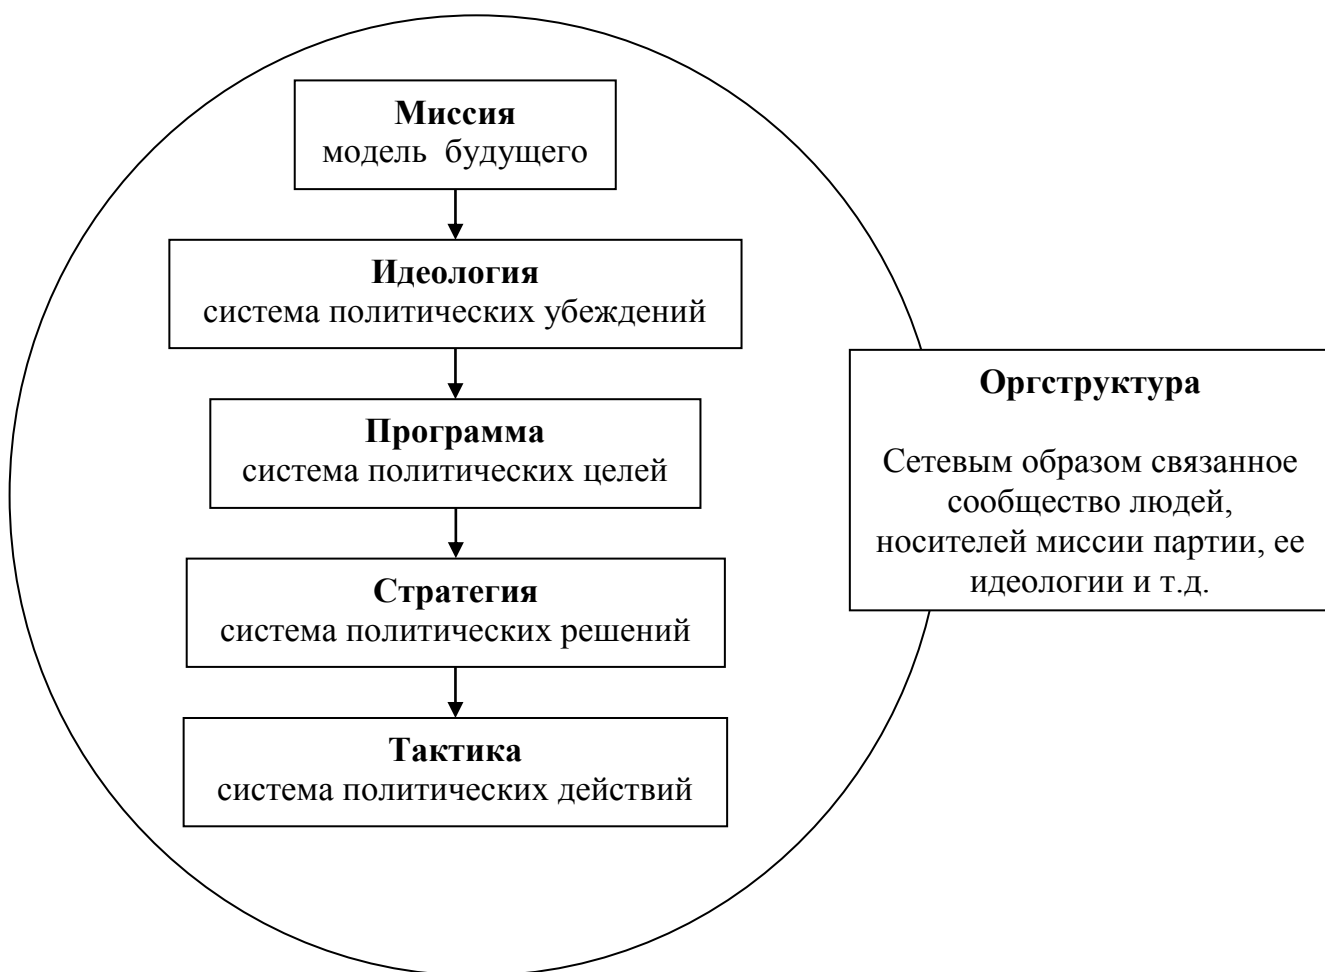 Миссия
модель будущего
Идеология
система политических убеждений
Программа
система политических целей
Стратегия
система политических решений
Тактика
система политических действий
Оргструктура
Сетевым образом связанное
сообщество людей,
носителей миссии партии, ее
идеологии и т.д.